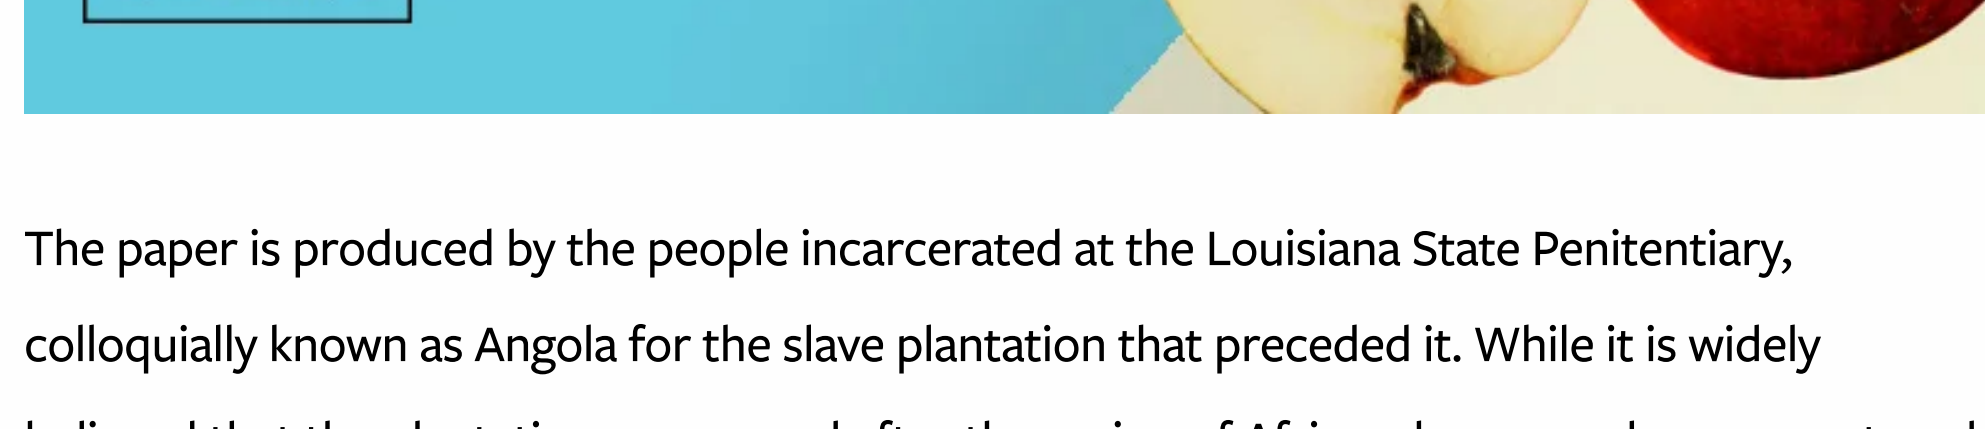 The paper is produced by the people incarcerated at the Louisiana State Penitentiary,
colloquially known as Angola for the slave plantation that preceded it. While it is widely